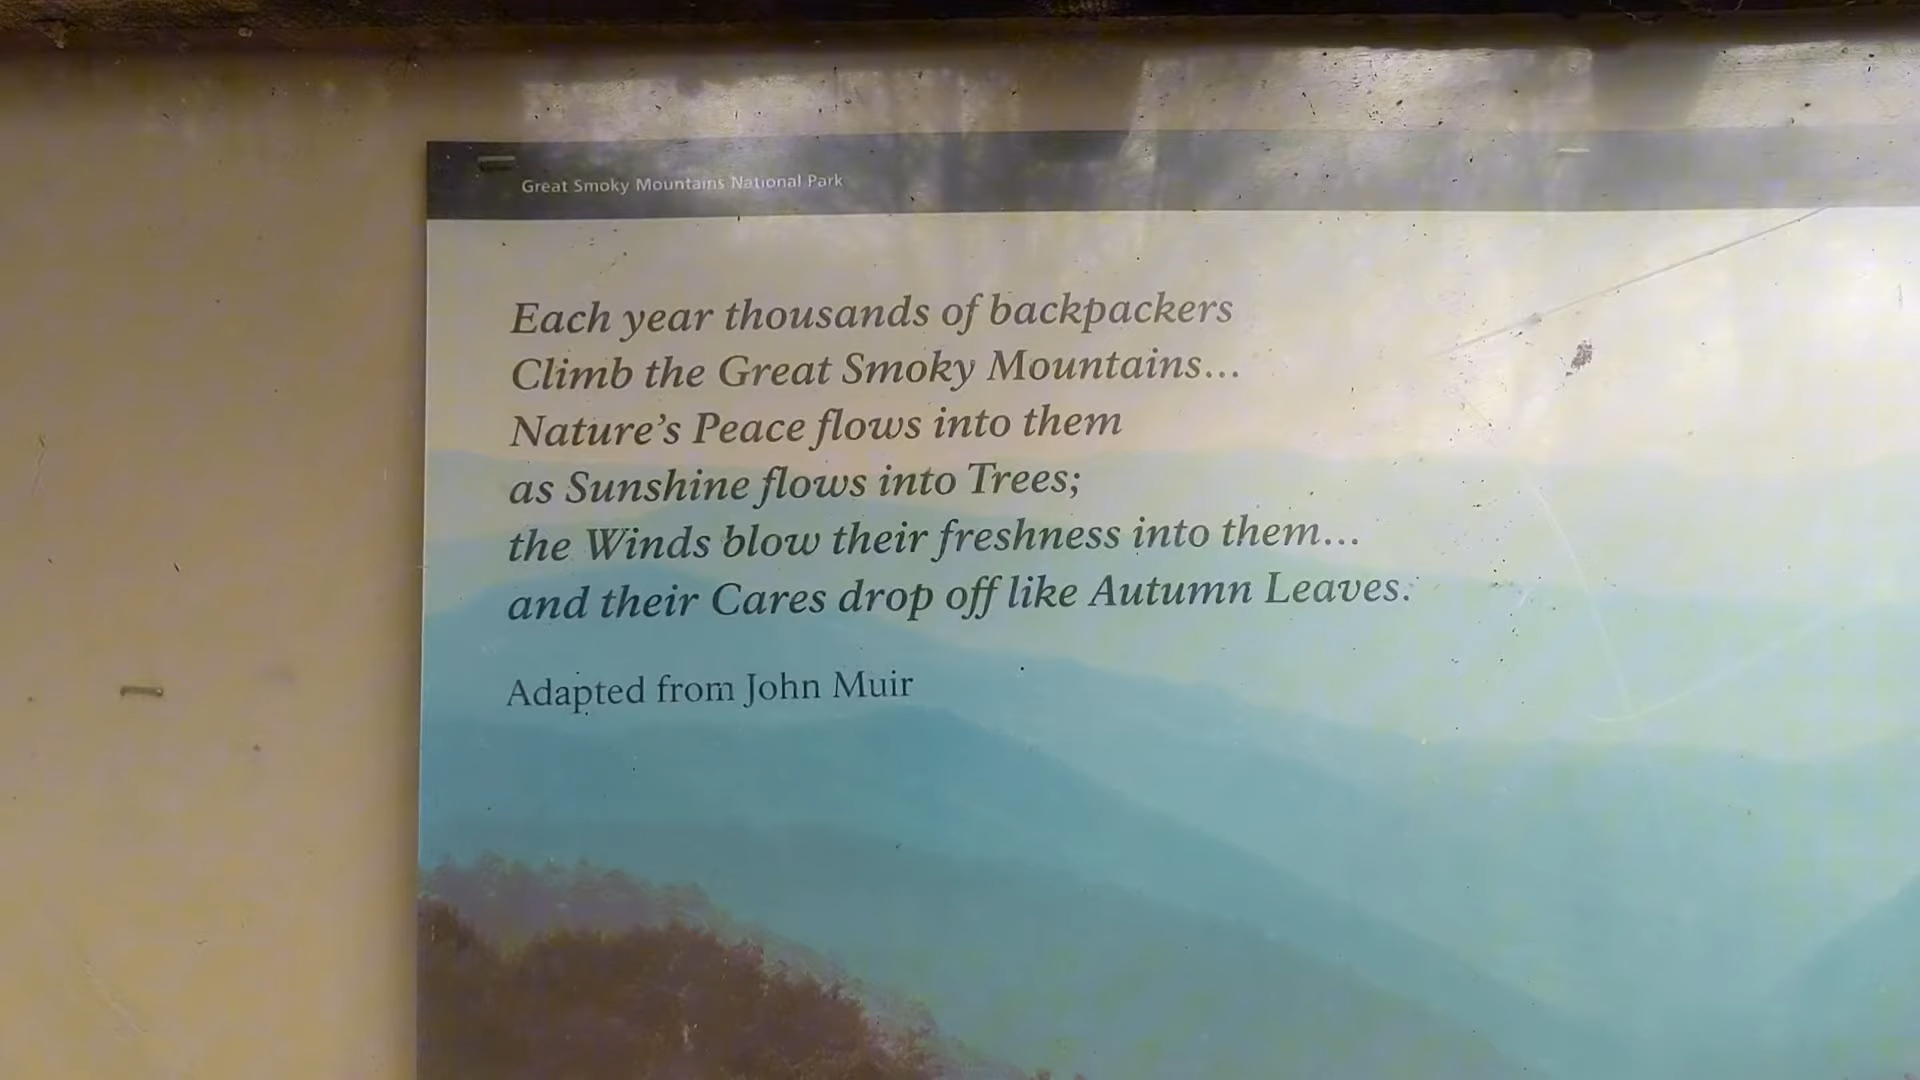 Great Smoky Mountains National Park
Each year thousands of backpackers
Climb the Great Smoky Mountains...
Nature's Peace flows into them
as Sunshine flows into Trees;
the Winds blow their freshness into them...
and their Cares drop off like Autumn Leaves.
Adapted from John Muir